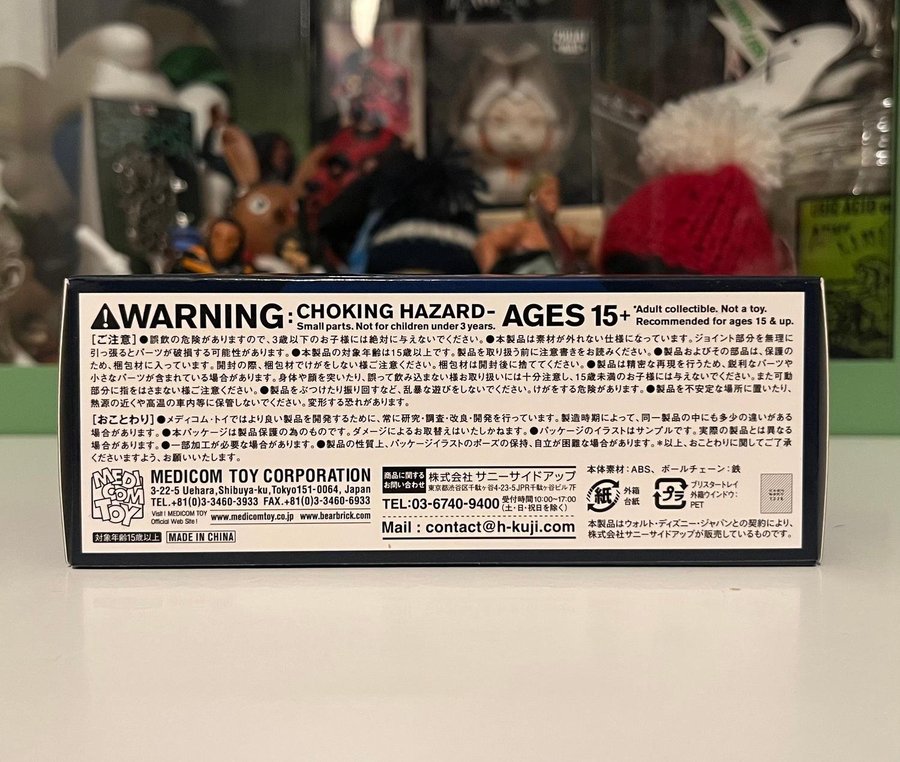 WARNING: CHOKING HAZARD- AGES 15+ *Adult collectible. Not a toy.
Small parts. Not for children under 3 years. Recommended for ages 15 & up.
[ご注意]●誤飲の危険がありますので、3歳以下のお子様には絶対に与えないでください。●本製品は素材が外れない仕様になっています。ジョイント部分を無理に
引っ張るとパーツが破損する可能性があります。●本製品の対象年齢は15歳以上です。製品を取り扱う前に注意書きをお読みください。●製品およびその部品は、保護の
ため、梱包材に入っています。開封の際、梱包材でけがをしない様ご注意ください。梱包材は開封後に捨ててください。●製品は精密な再現を行うため、鋭利なパーツや
小さなパーツが含まれている場合があります。身体や顔を突いたり、誤って飲み込まない様お取り扱いには十分注意し、15歳未満のお子様には与えないでください。また可動
部分に指をはさまない様ご注意ください。●製品をぶつけたり振り回すなど、乱暴な遊びをしないでください。けがをする危険があります。●製品を不安定な場所に置いたり、
熱源の近くや高温の車内等に保管しないでください。変形する恐れがあります。
[おことわり]●メディコム・トイではより良い製品を開発するために、常に研究・調査・改良・開発を行っています。製造時期によって、同一製品の中にも多少の違いがある
場合があります。●本パッケージは製品保護の為のものです。ダメージによるお取替えはいたしかねます。●パッケージのイラストはサンプルです。実際の製品とは異なる
場合があります。●一部加工が必要な場合があります。●製品の性質上、パッケージイラストのポーズの保持、自立が困難な場合があります。*以上、おことわりに関してご了承
くださいますよう、お願いいたします。
MEDI
COM
TOY
MEDICOM TOY CORPORATION
3-22-5 Uehara,Shibuya-ku,Tokyo151-0064, Japan
TEL.+81(0)3-3460-3933 FAX.+81(0)3-3460-6933
Visit ! MEDICOM TOY
Official Web Site !
www.medicomtoy.co.jp www.bearbrick.com
対象年齢15歳以上 MADE IN CHINA
商品に関する
お問い合わせ
株式会社 サニーサイドアップ
東京都渋谷区千駄ヶ谷4-23-5JPR千駄ヶ谷ビル7F
TEL:03-6740-9400 受付時間10:00〜17:00
(土・日・祝日を除く)
Mail : contact@h-kuji.com
本体素材:ABS、ボールチェーン:鉄
紙
外箱
台紙
プラ
ブリスタートレイ
外箱ウインドウ:
PET
本製品はウォルト・ディズニー・ジャパンとの契約により、
株式会社サニーサイドアップが販売しているものです。